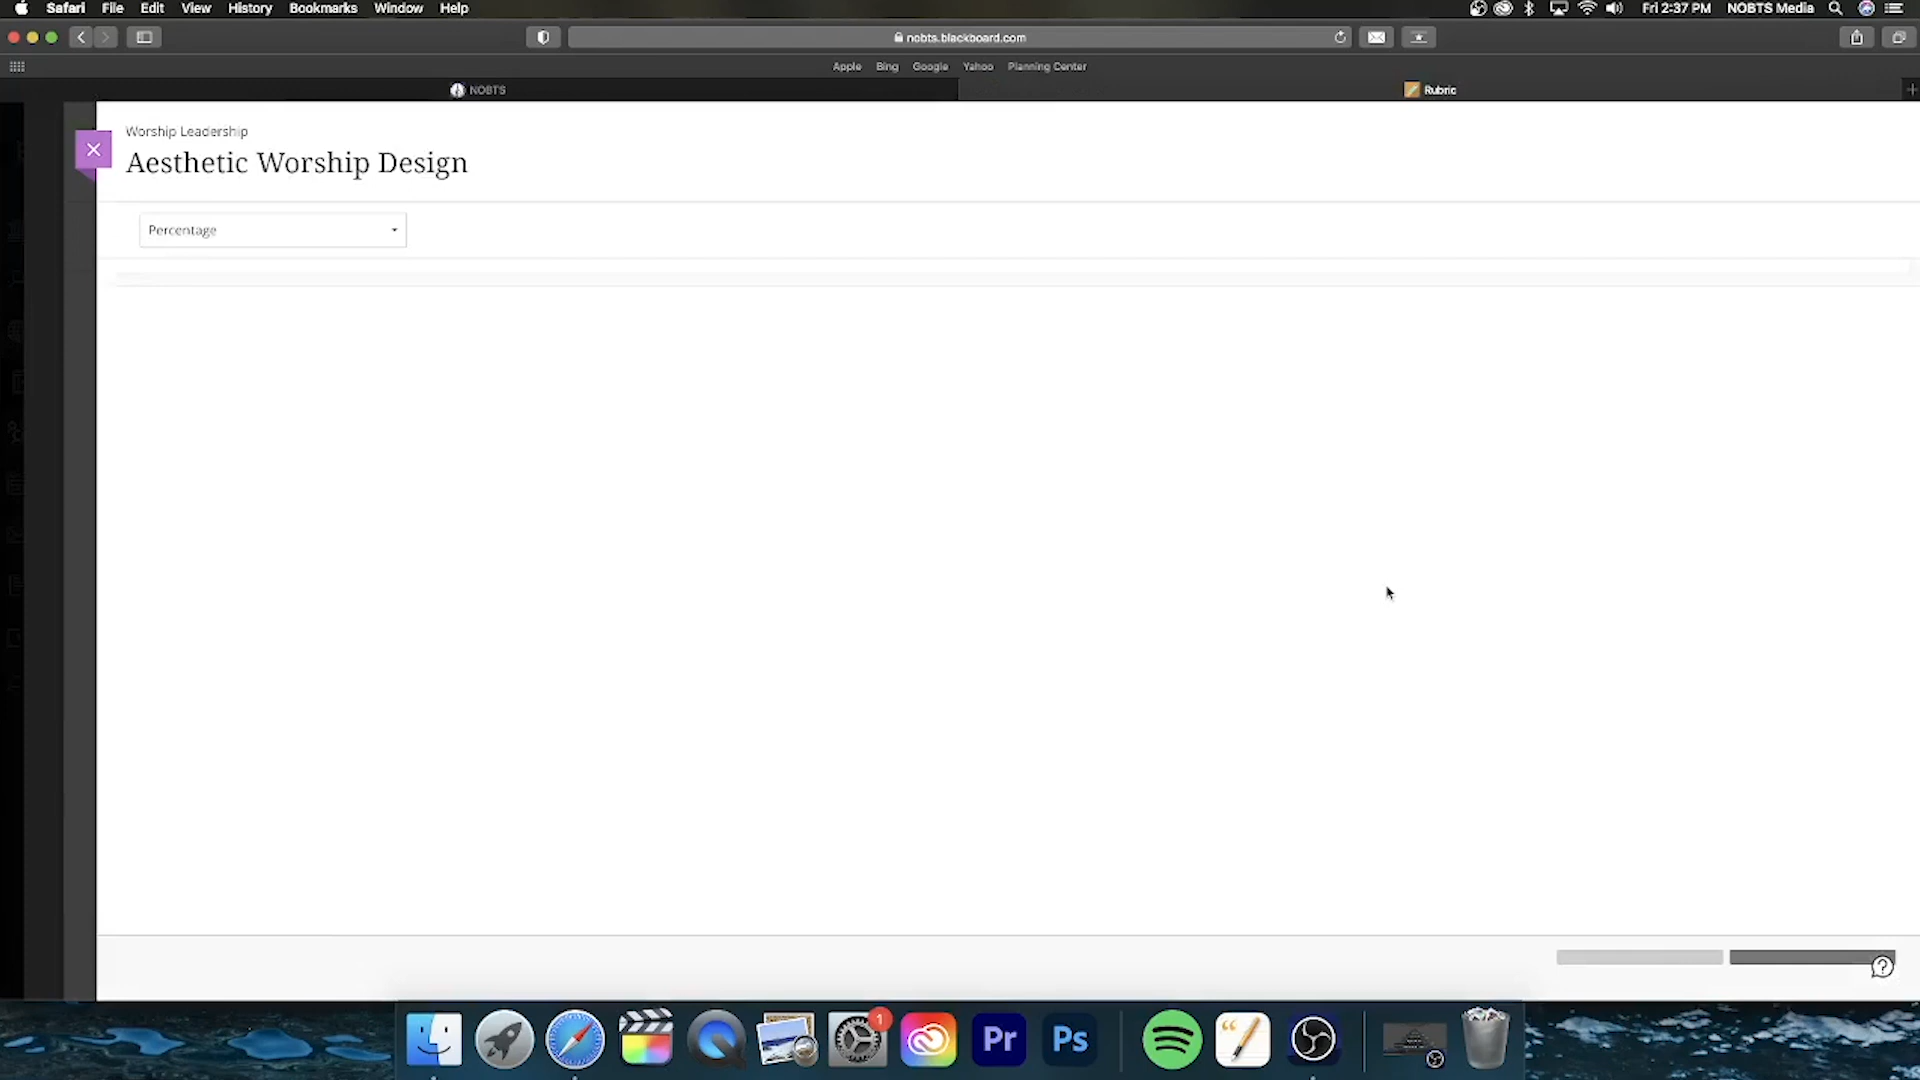 Safari File Edit View History Bookmarks Window Help Fri 2:37 PM NOBTS Media
nobts.blackboard.com
Apple Bing Google Yahoo Planning Center
NOBTS Rubric
Worship Leadership
Aesthetic Worship Design
Percentage
1
Pr Ps